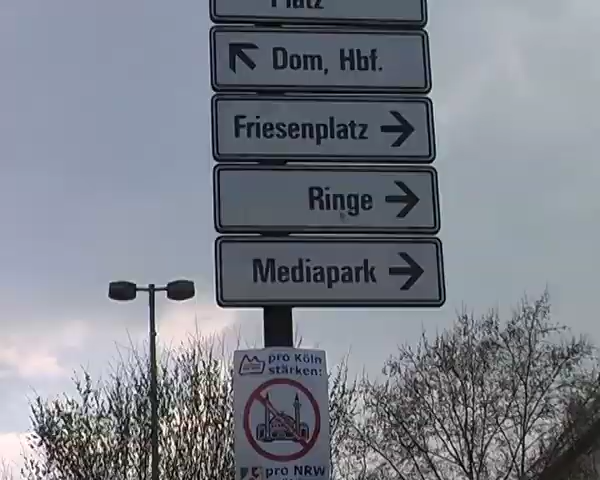 Platz
Dom, Hbf.
Friesenplatz
Ringe
Mediapark
pro Köln
stärken:
pro NRW